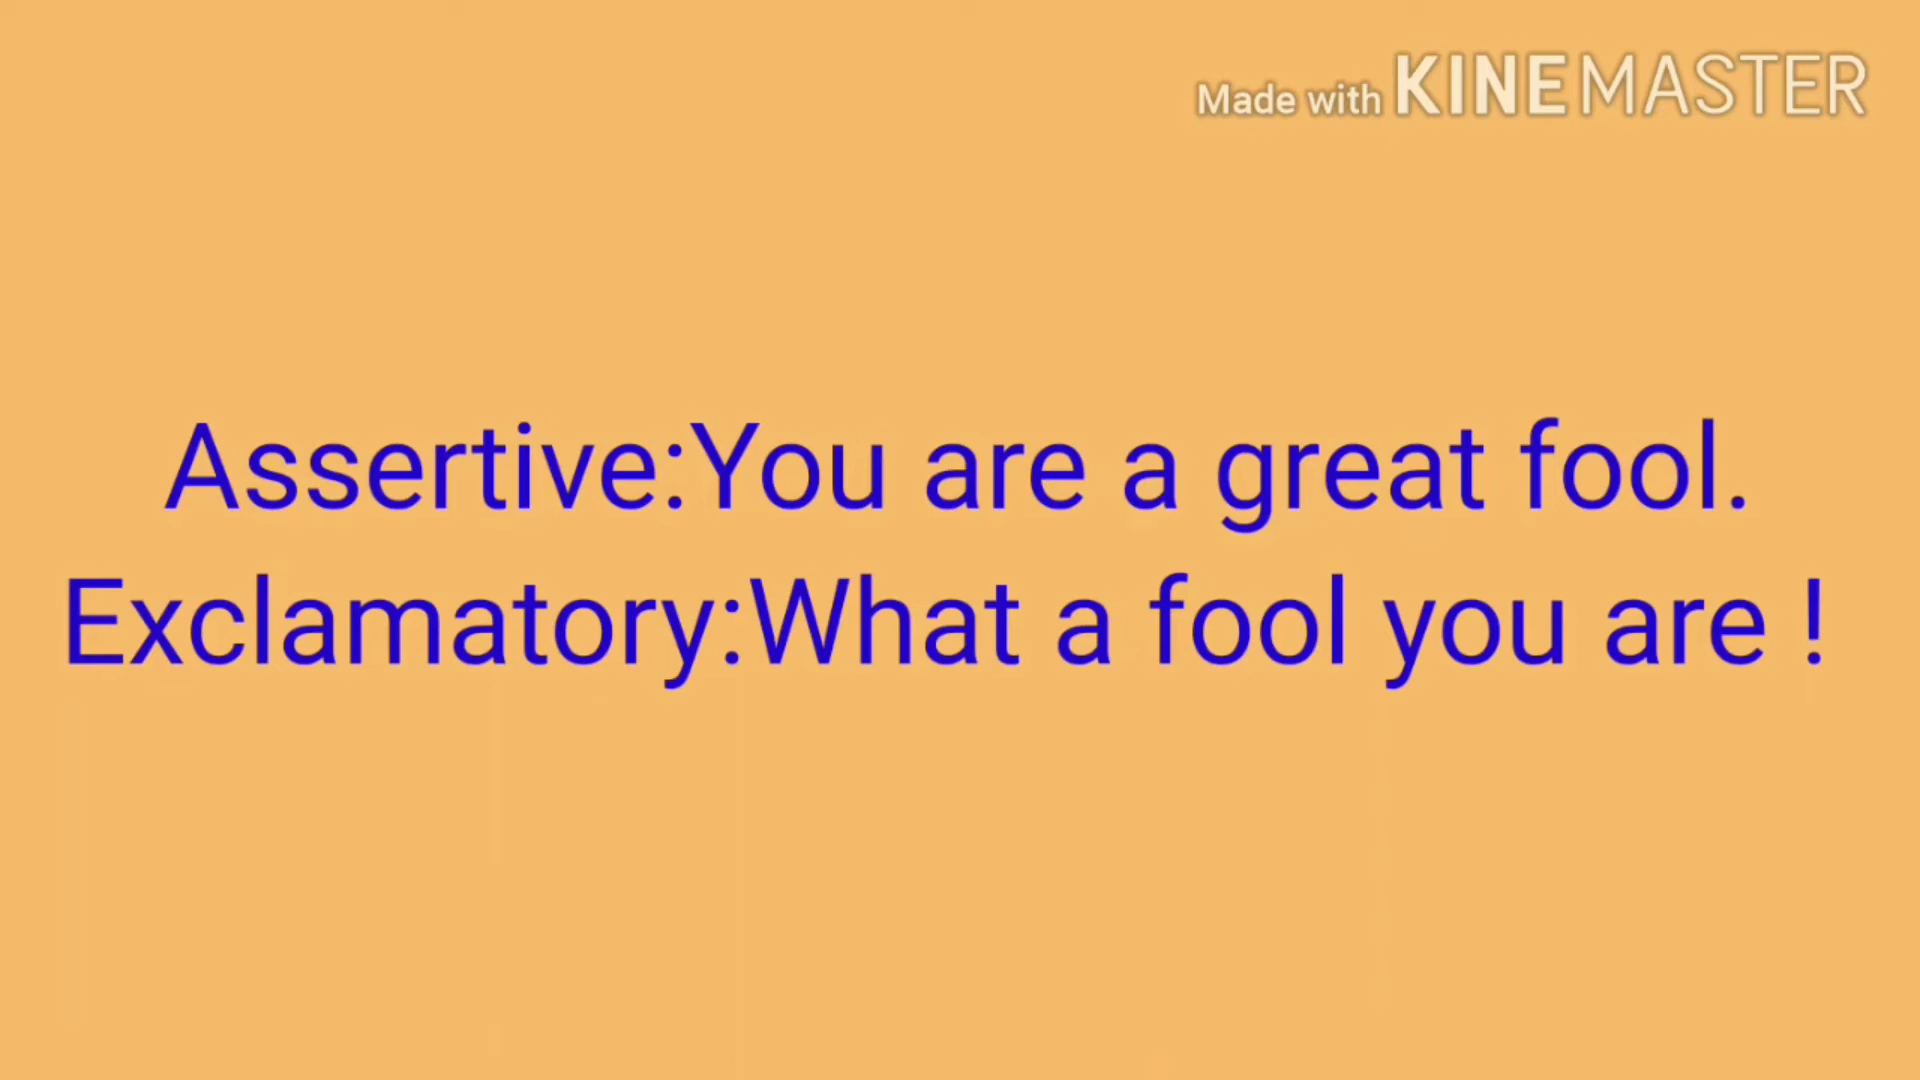 Made with KINEMASTER
Assertive:You are a great fool.
Exclamatory:What a fool you are !